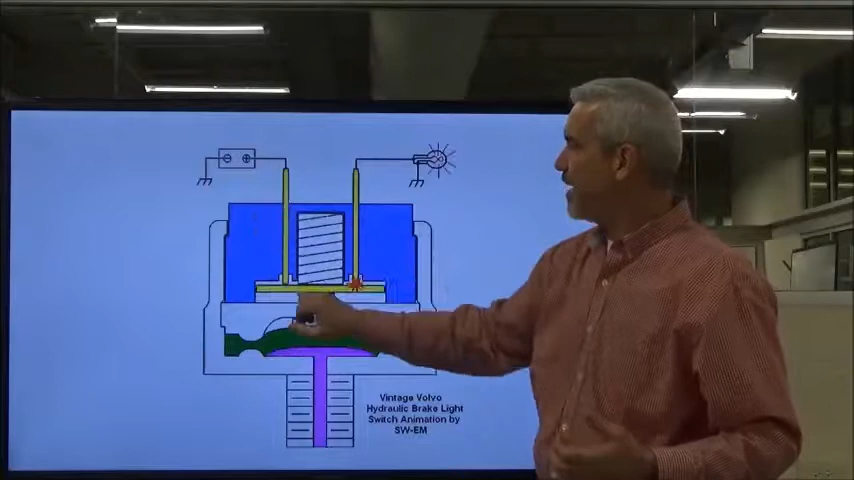 Vintage Volvo
Hydraulic Brake Light
Switch Animation by
SW-EM